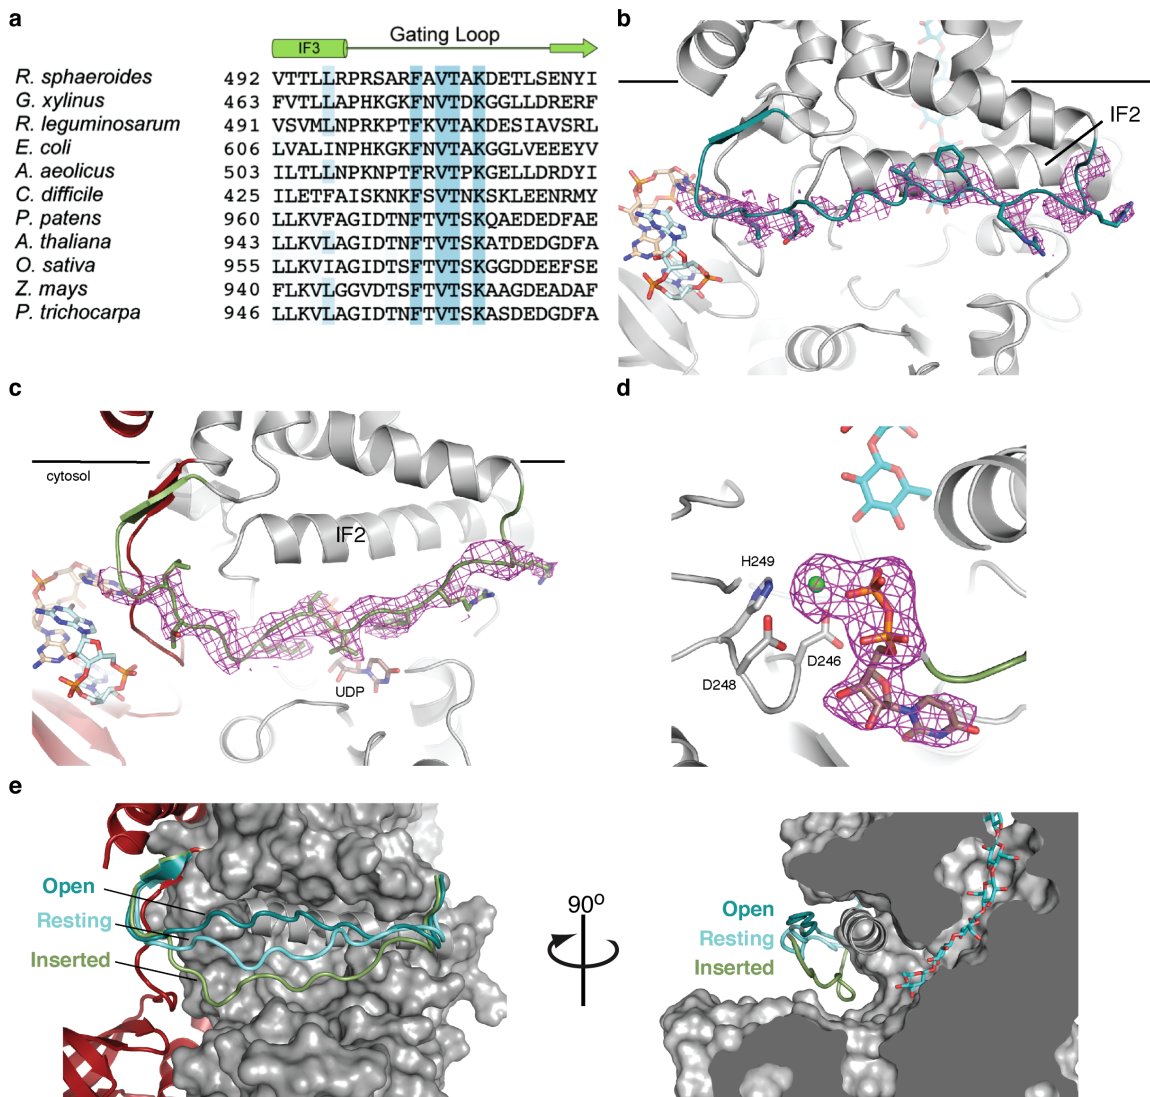 a
IF3
Gating Loop
R. sphaeroides 492 VTTLLRPRSARFAVTAKDETLSENYI
G. xylinus 463 FVTLLAPHKGKFNVTDKGGLLDRERF
R. leguminosarum 491 VSVMLNPRKPTFKVTAKDESIAVSRL
E. coli 606 LVALINPHKGKFNVTAKGGLVEEEYV
A. aeolicus 503 ILTLLNPKNPTFRVTPKGELLDRDYI
C. difficile 425 ILETFAISKNKFSVTNKSKLEENRMY
P. patens 960 LLKVFAGIDTNFTVTSKQAEDEDFAE
A. thaliana 943 LLKVLAGIDTNFTVTSKATDEDGDFA
O. sativa 955 LLKVIAGIDTSFTVTSKGGDDEEFSE
Z. mays 940 FLKVLGGVDTSFTVTSKAAGDEADAF
P. trichocarpa 946 LLKVLAGIDTNFTVTSKASDEDGDFA
b
IF2
c
cytosol
IF2
UDP
d
H249
D246
D248
e
Open
Resting
Inserted
90°
Open
Resting
Inserted